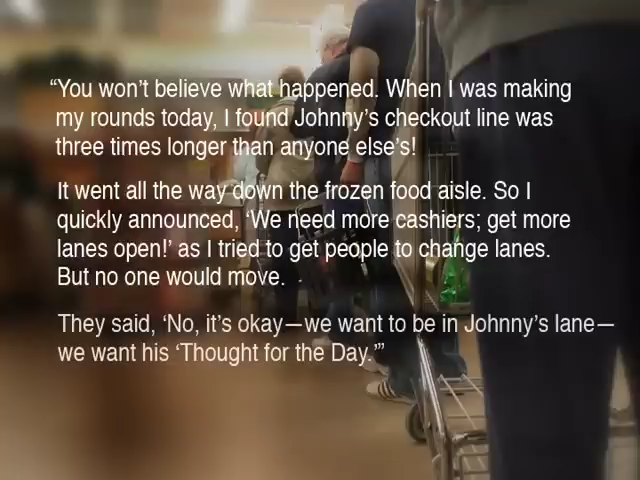 “You won’t believe what happened. When I was making
my rounds today, I found Johnny’s checkout line was
three times longer than anyone else’s!
It went all the way down the frozen food aisle. So I
quickly announced, ‘We need more cashiers; get more
lanes open!’ as I tried to get people to change lanes.
But no one would move.
They said, ‘No, it’s okay—we want to be in Johnny’s lane—
we want his ‘Thought for the Day.’”